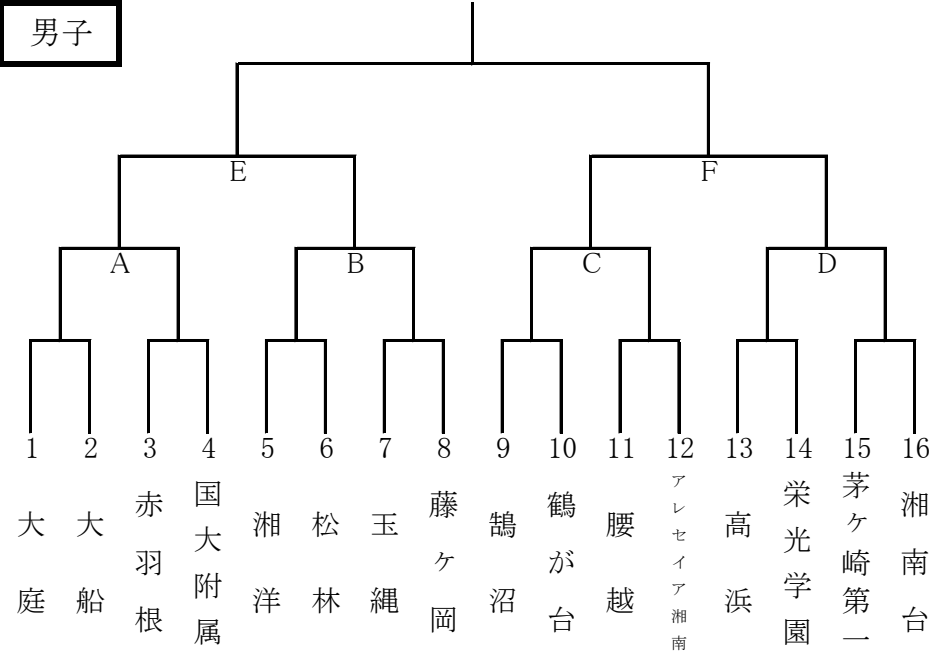 男子
E
F
A
B
C
D
1
2
3
4
5
6
7
8
9
10
11
12
13
14
15
16
大庭
大船
赤羽根
国大附属
湘洋
松林
玉縄
藤ヶ岡
鵠沼
鶴が台
腰越
アレセイア湘南
高浜
栄光学園
茅ヶ崎第一
湘南台